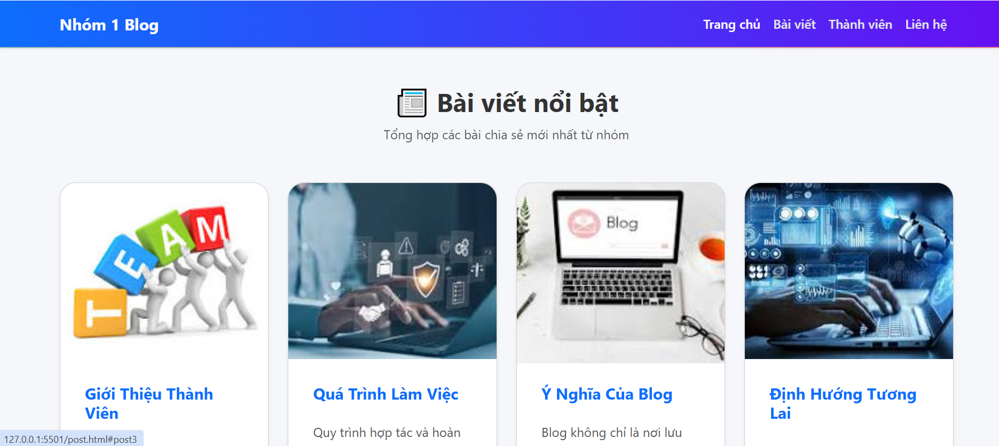 Nhóm 1 Blog
Trang chủ Bài viết Thành viên Liên hệ
Bài viết nổi bật
Tổng hợp các bài chia sẻ mới nhất từ nhóm
TEAM
Blog
Giới Thiệu Thành
Viên
Quá Trình Làm Việc
Quy trình hợp tác và hoàn
Ý Nghĩa Của Blog
Blog không chỉ là nơi lưu
Định Hướng Tương
Lai
127.0.0.1:5501/post.html#post3